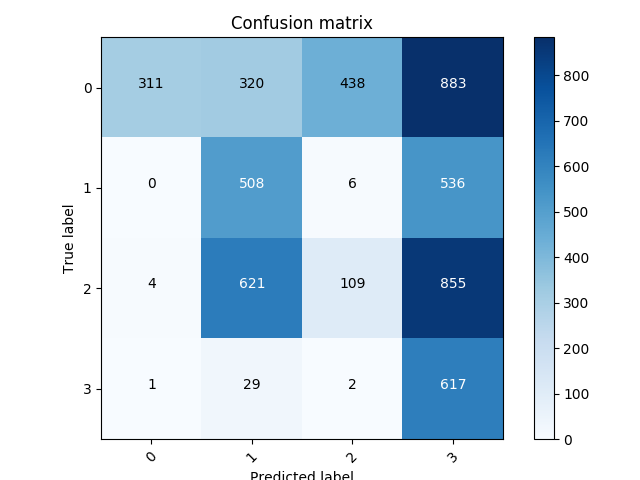 Confusion matrix
True label
0 311 320 438 883
1 0 508 6 536
2 4 621 109 855
3 1 29 2 617
0 1 2 3
Predicted label
800
700
600
500
400
300
200
100
0